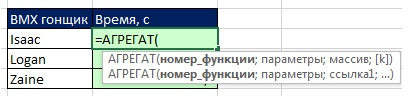 BMX гонщик Время, с
Isaac =АГРЕГАТ(
Logan АГРЕГАТ(номер_функции; параметры; массив; [k])
Zaine АГРЕГАТ(номер_функции; параметры; ссылка1; ...)